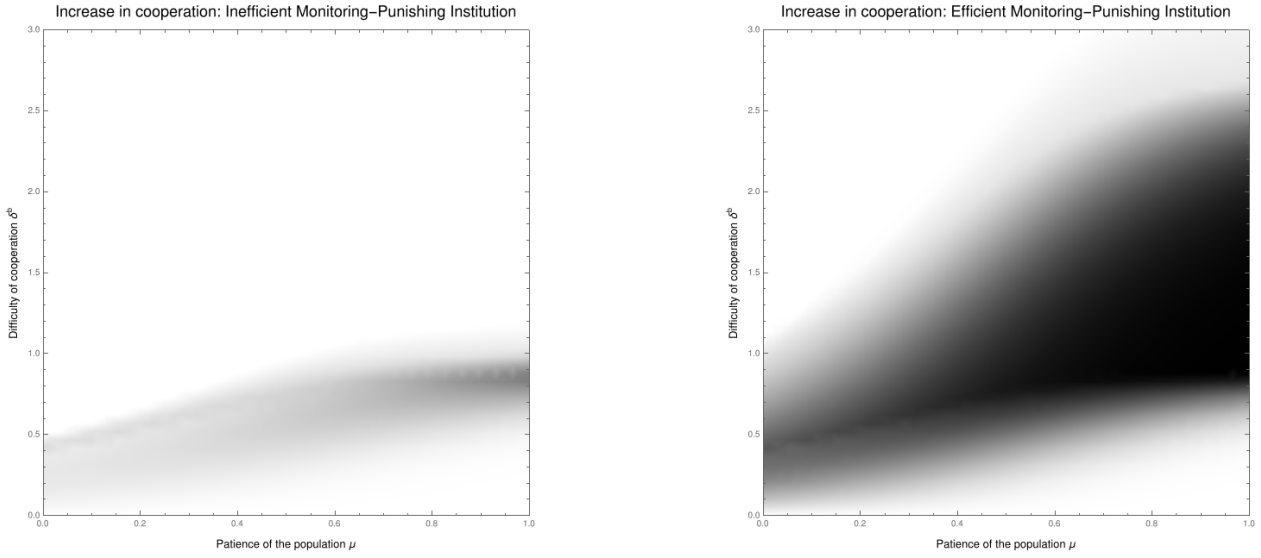 Increase in cooperation: Inefficient Monitoring−Punishing Institution
3.0
2.5
2.0
1.5
1.0
0.5
0.0
Difficulty of cooperation δᵇ
0.0 0.2 0.4 0.6 0.8 1.0
Patience of the population μ
Increase in cooperation: Efficient Monitoring−Punishing Institution
3.0
2.5
2.0
1.5
1.0
0.5
0.0
Difficulty of cooperation δᵇ
0.0 0.2 0.4 0.6 0.8 1.0
Patience of the population μ